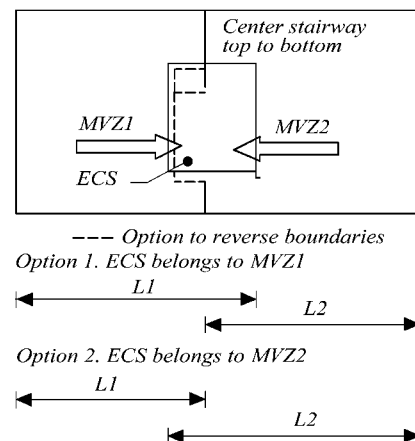 Center stairway
top to bottom
MVZ1
MVZ2
ECS
Option to reverse boundaries
Option 1. ECS belongs to MVZ1
L1
L2
Option 2. ECS belongs to MVZ2
L1
L2